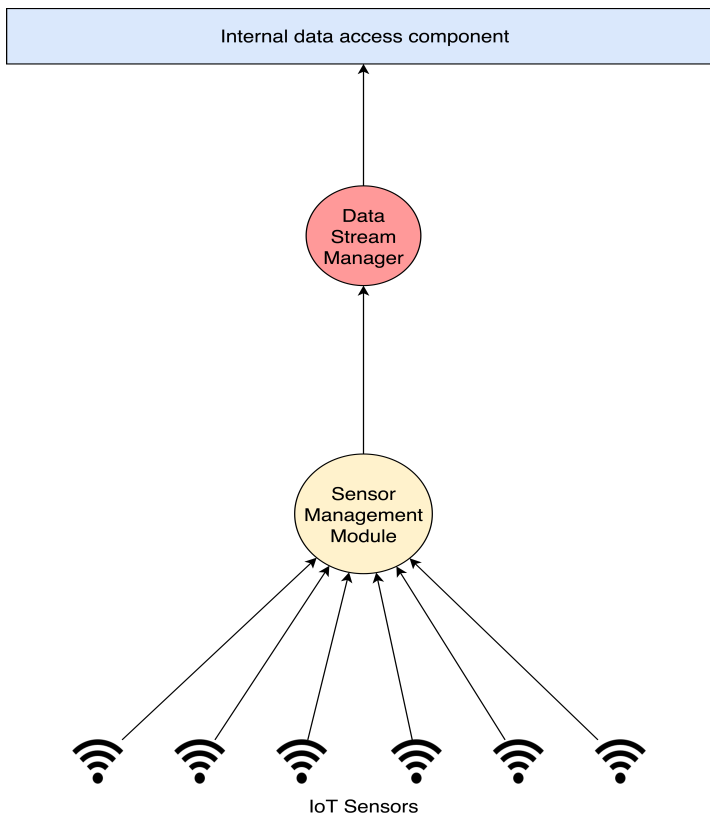 Internal data access component
Data
Stream
Manager
Sensor
Management
Module
IoT Sensors